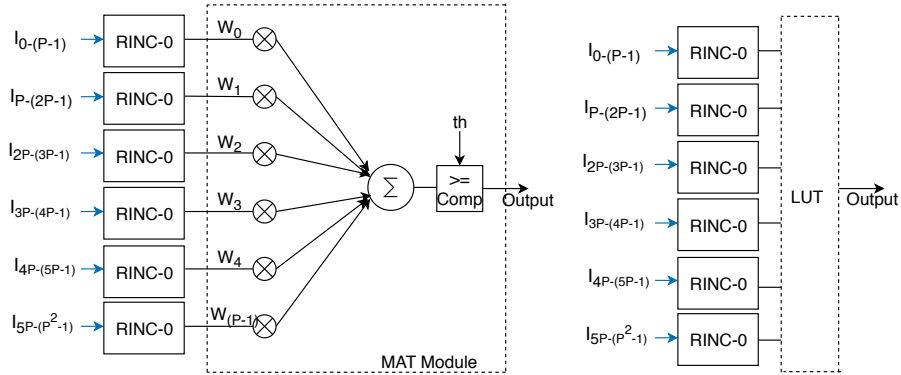 I0-(P-1) RINC-0 W0
IP-(2P-1) RINC-0 W1
I2P-(3P-1) RINC-0 W2
I3P-(4P-1) RINC-0 W3
I4P-(5P-1) RINC-0 W4
I5P-(P²-1) RINC-0 W(P-1)
Σ
th
>=
Comp
Output
MAT Module
I0-(P-1) RINC-0
IP-(2P-1) RINC-0
I2P-(3P-1) RINC-0
I3P-(4P-1) RINC-0
I4P-(5P-1) RINC-0
I5P-(P²-1) RINC-0
LUT
Output